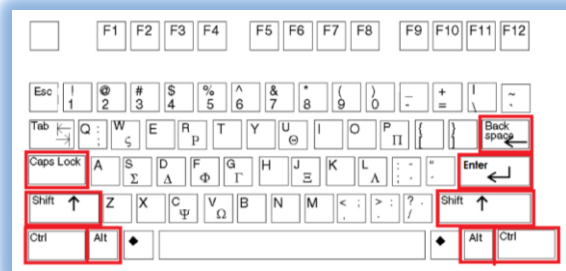 F1 F2 F3 F4 F5 F6 F7 F8 F9 F10 F11 F12
Esc ! 1 @ 2 # 3 $ 4 % 5 ^ 6 & 7 * 8 ( 9 ) 0 _ - + = | \ ~ `
Tab Q : ; W ς E R Ρ T Y U Θ I O P Π { [ } ] Back space
Caps Lock A S Σ D Δ F Φ G Γ H J Ξ K L Λ Enter
Shift Z X C Ψ V Ω B N M < , > . ? / Shift
Ctrl Alt Alt Ctrl